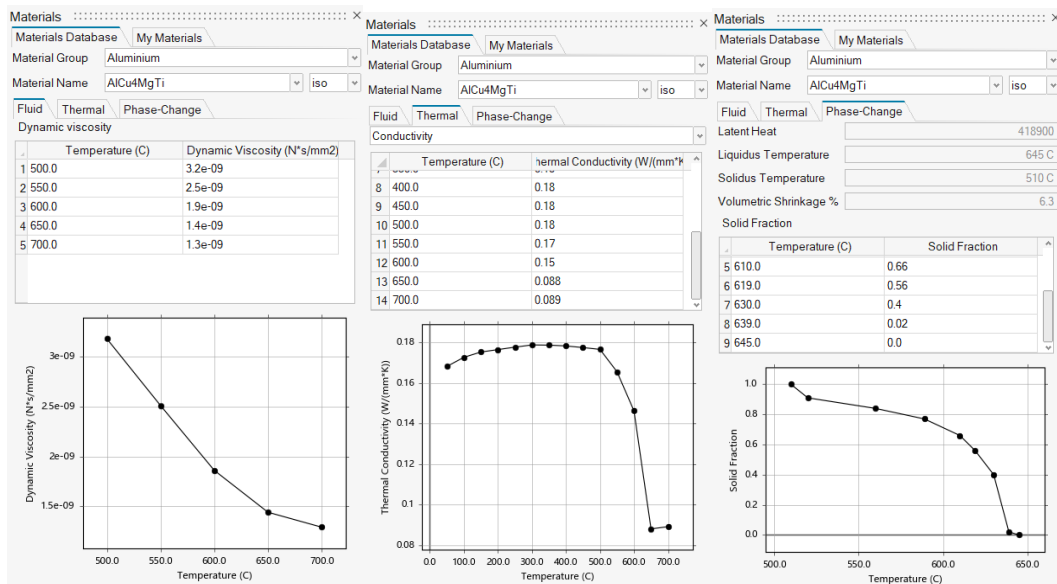 Materials
Materials Database My Materials
Material Group Aluminium
Material Name AlCu4MgTi iso
Fluid Thermal Phase-Change
Dynamic viscosity
Temperature (C) Dynamic Viscosity (N*s/mm2)
1 500.0 3.2e-09
2 550.0 2.5e-09
3 600.0 1.9e-09
4 650.0 1.4e-09
5 700.0 1.3e-09
3e-09
2.5e-09
2e-09
1.5e-09
Dynamic Viscosity (N*s/mm2)
500.0 550.0 600.0 650.0 700.0
Temperature (C)
Materials
Materials Database My Materials
Material Group Aluminium
Material Name AlCu4MgTi iso
Fluid Thermal Phase-Change
Conductivity
Temperature (C) hermal Conductivity (W/(mm*K
8 400.0 0.18
9 450.0 0.18
10 500.0 0.18
11 550.0 0.17
12 600.0 0.15
13 650.0 0.088
14 700.0 0.089
0.18
0.16
0.14
0.12
0.1
0.08
Thermal Conductivity (W/(mm*K))
0.0 100.0 200.0 300.0 400.0 500.0 600.0 700.0
Temperature (C)
Materials
Materials Database My Materials
Material Group Aluminium
Material Name AlCu4MgTi iso
Fluid Thermal Phase-Change
Latent Heat 418900
Liquidus Temperature 645 C
Solidus Temperature 510 C
Volumetric Shrinkage % 6.3
Solid Fraction
Temperature (C) Solid Fraction
5 610.0 0.66
6 619.0 0.56
7 630.0 0.4
8 639.0 0.02
9 645.0 0.0
1.0
0.8
0.6
0.4
0.2
0.0
Solid Fraction
500.0 550.0 600.0 650.0
Temperature (C)